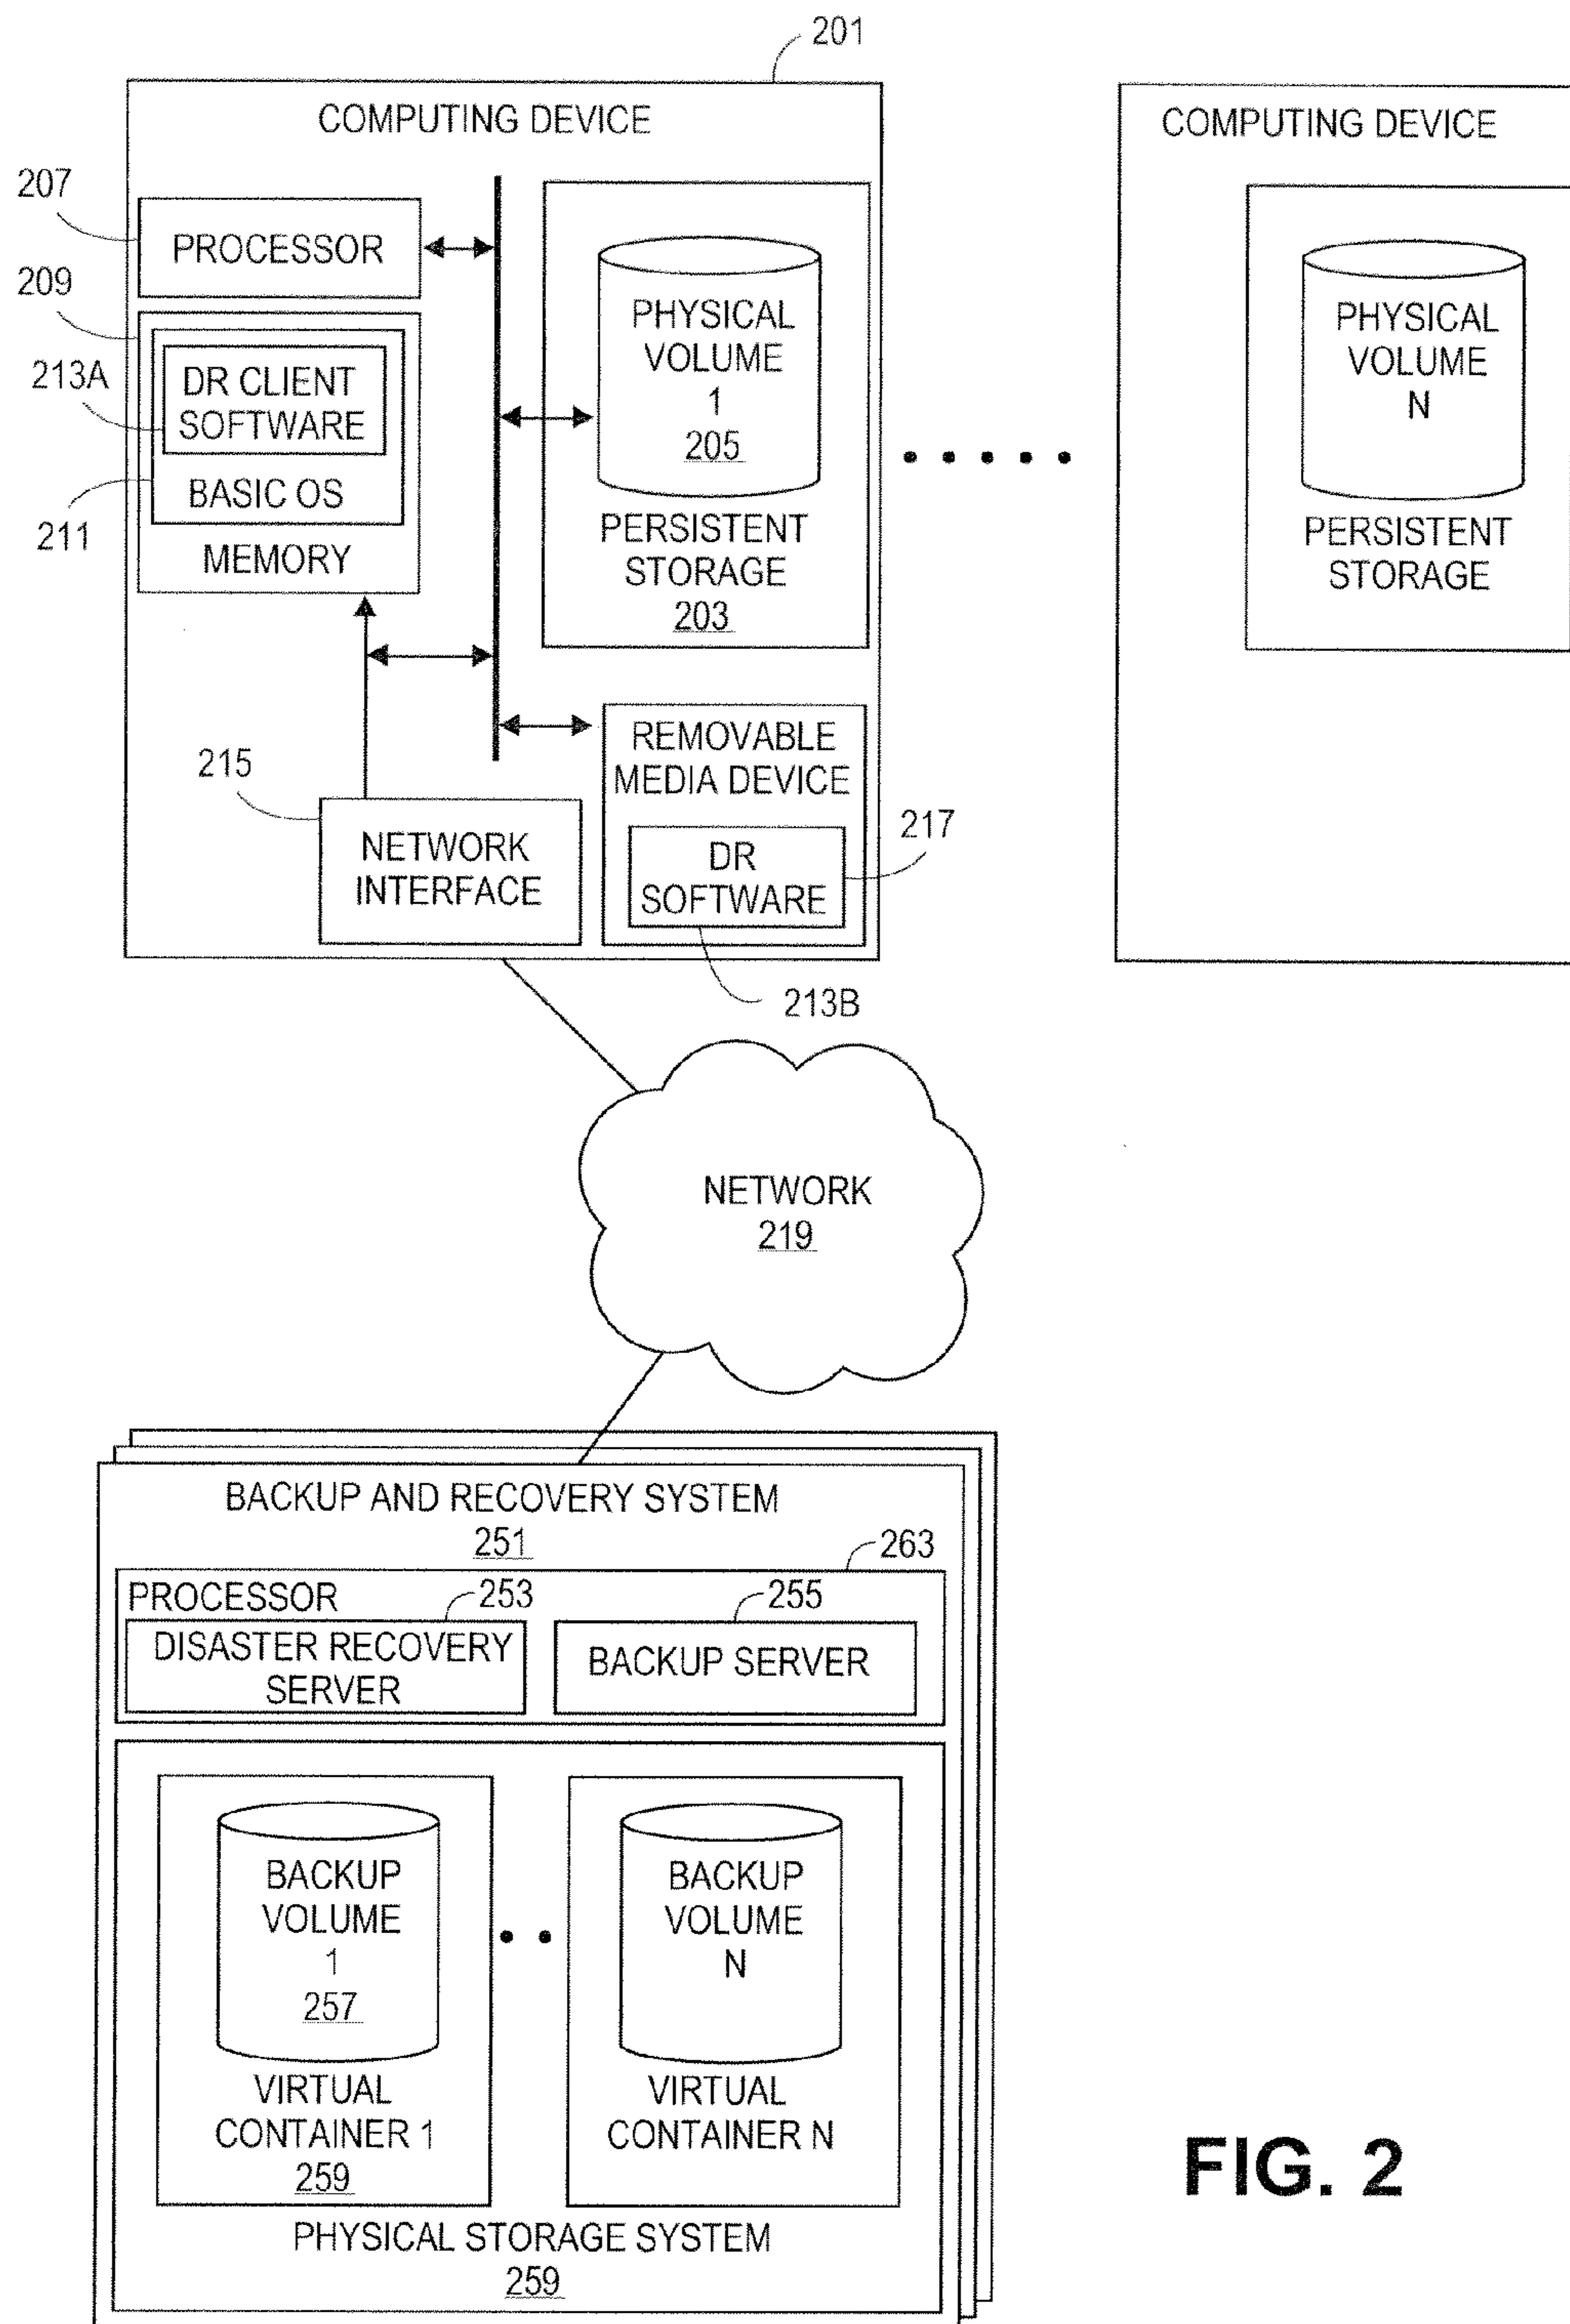 201
COMPUTING DEVICE
207
PROCESSOR
209
213A
DR CLIENT
SOFTWARE
211
BASIC OS
MEMORY
PHYSICAL
VOLUME
1
205
PERSISTENT
STORAGE
203
215
NETWORK
INTERFACE
REMOVABLE
MEDIA DEVICE
217
DR
SOFTWARE
213B
COMPUTING DEVICE
PHYSICAL
VOLUME
N
PERSISTENT
STORAGE
NETWORK
219
BACKUP AND RECOVERY SYSTEM
251
263
PROCESSOR
253
DISASTER RECOVERY
SERVER
255
BACKUP SERVER
BACKUP
VOLUME
1
257
VIRTUAL
CONTAINER 1
259
BACKUP
VOLUME
N
VIRTUAL
CONTAINER N
PHYSICAL STORAGE SYSTEM
259
FIG. 2